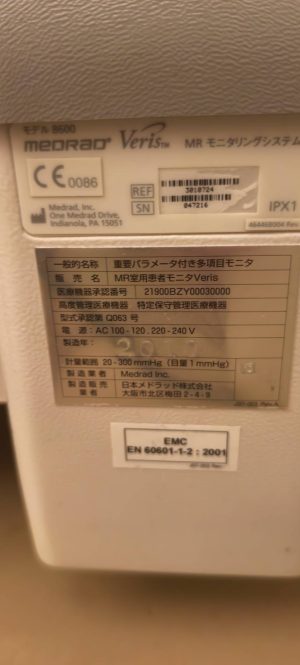 モデル 8600
MEDRAD Veris™ MR モニタリングシステム
CE 0086
REF 3010724
SN 047216
IPX1
Medrad, Inc.
One Medrad Drive,
Indianola, PA 15051
一般的名称 重要パラメータ付き多項目モニタ
販売名 MR室用患者モニタVeris
医療機器承認番号 21900BZY00030000
高度管理医療機器 特定保守管理医療機器
型式承認第 Q063 号
電源:AC 100-120, 220-240 V
製造年:
計量範囲 20-300 mmHg (目量1mmHg)
製造業者 Medrad Inc.
製造販売業者 日本メドラッド株式会社
大阪市北区梅田 2-4-9
EMC
EN 60601-1-2 : 2001